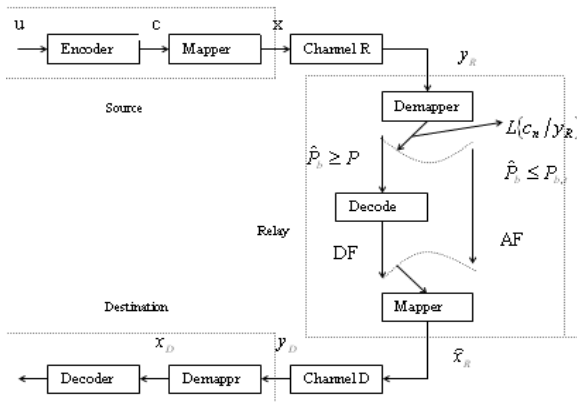 u c x
Encoder Mapper Channel R
y_R
Source
Demapper
L(c_n / y_R)
P̂_b ≥ P
P̂_b ≤ P_{b,t}
Decode
Relay
DF AF
Destination
Mapper
x_D y_D x̂_R
Decoder Demappr Channel D